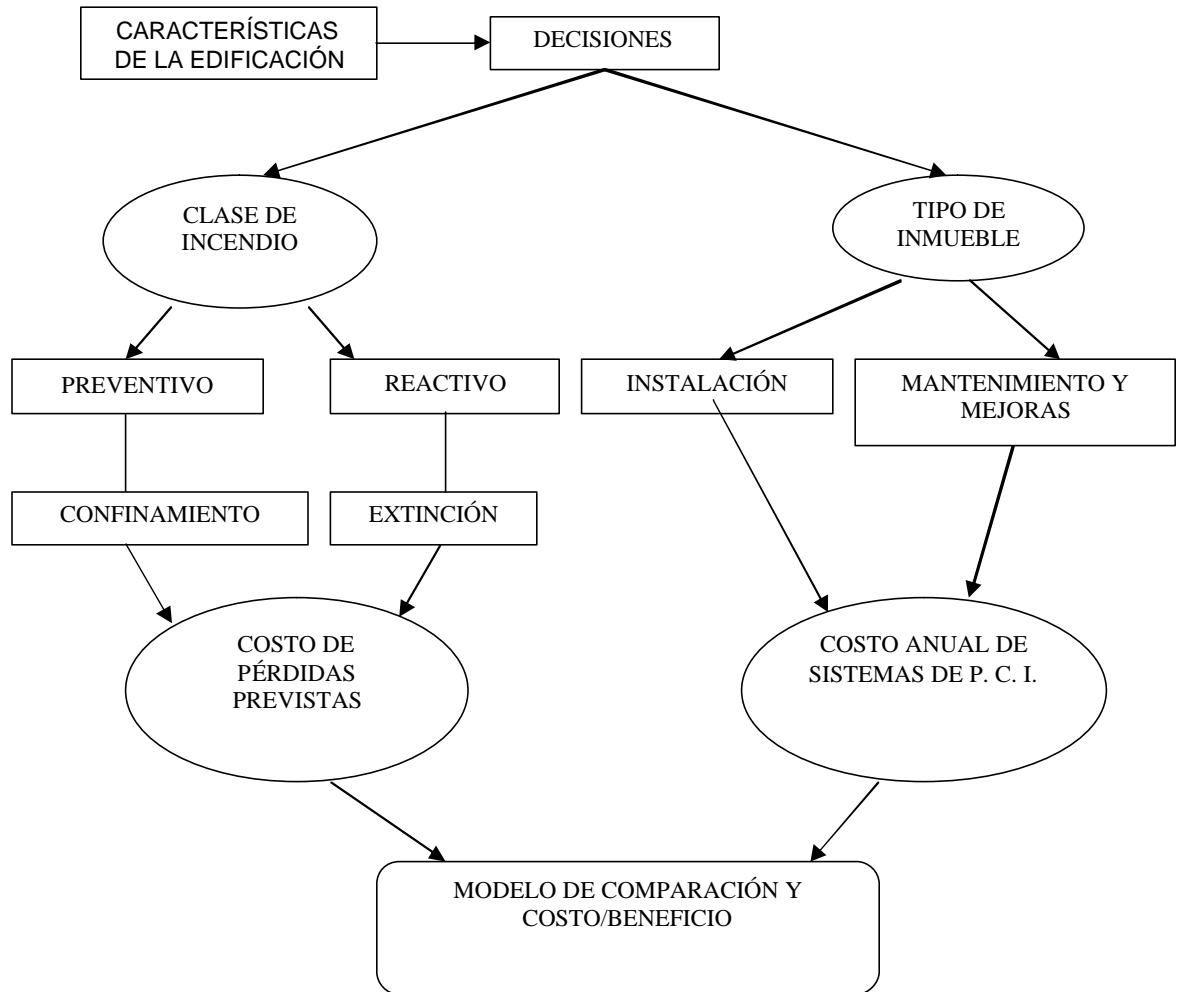 CARACTERÍSTICAS
DE LA EDIFICACIÓN
DECISIONES
CLASE DE
INCENDIO
TIPO DE
INMUEBLE
PREVENTIVO
REACTIVO
INSTALACIÓN
MANTENIMIENTO Y
MEJORAS
CONFINAMIENTO
EXTINCIÓN
COSTO DE
PÉRDIDAS
PREVISTAS
COSTO ANUAL DE
SISTEMAS DE P. C. I.
MODELO DE COMPARACIÓN Y
COSTO/BENEFICIO